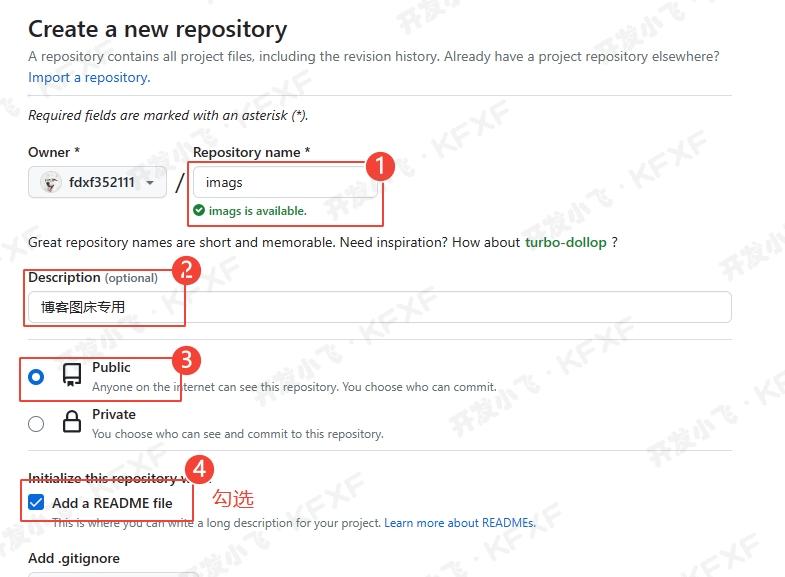 Create a new repository
A repository contains all project files, including the revision history. Already have a project repository elsewhere?
Import a repository.
Required fields are marked with an asterisk (*).
Owner * Repository name * 1
fdxf352111 / imags
imags is available.
Great repository names are short and memorable. Need inspiration? How about turbo-dollop ?
Description (optional) 2
博客图床专用
Public 3
Anyone on the internet can see this repository. You choose who can commit.
Private
You choose who can see and commit to this repository.
Initialize this repository 4
Add a README file 勾选
This is where you can write a long description for your project. Learn more about READMEs.
Add .gitignore
开发小飞·KFXF